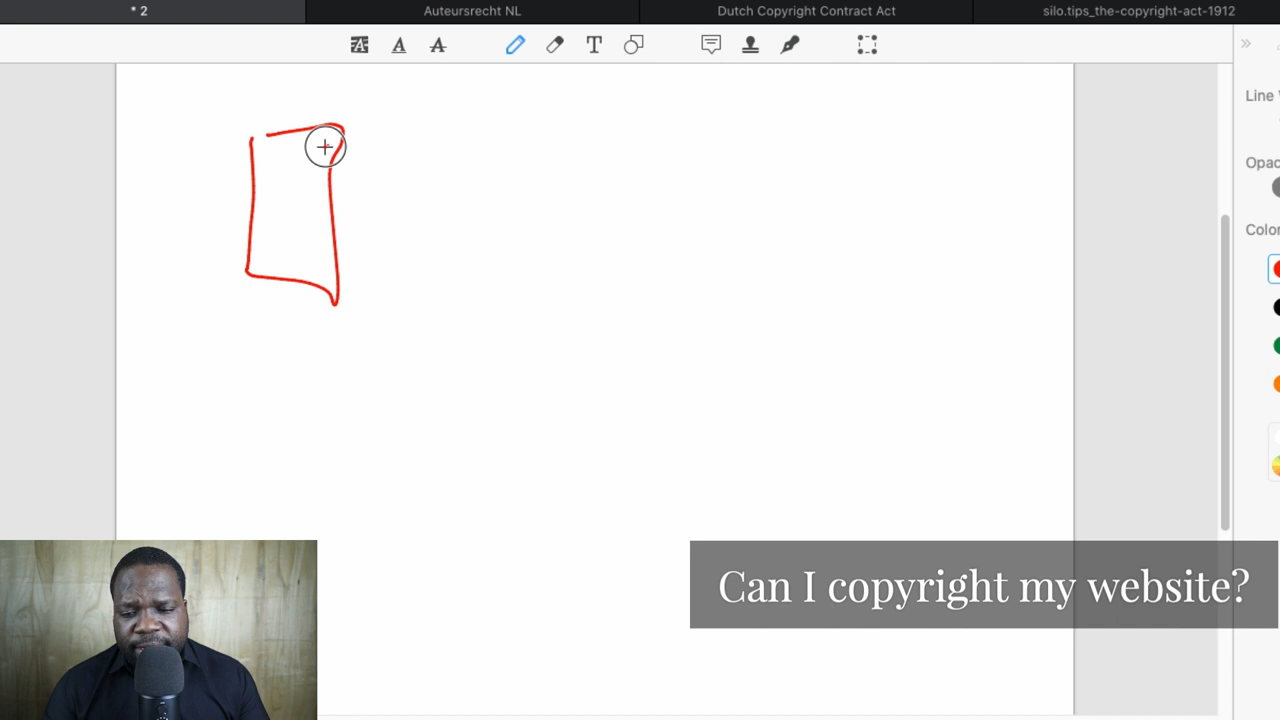 * 2
Auteursrecht NL
Dutch Copyright Contract Act
silo.tips_the-copyright-act-1912
A A A T
Line
Opac
Color
Can I copyright my website?